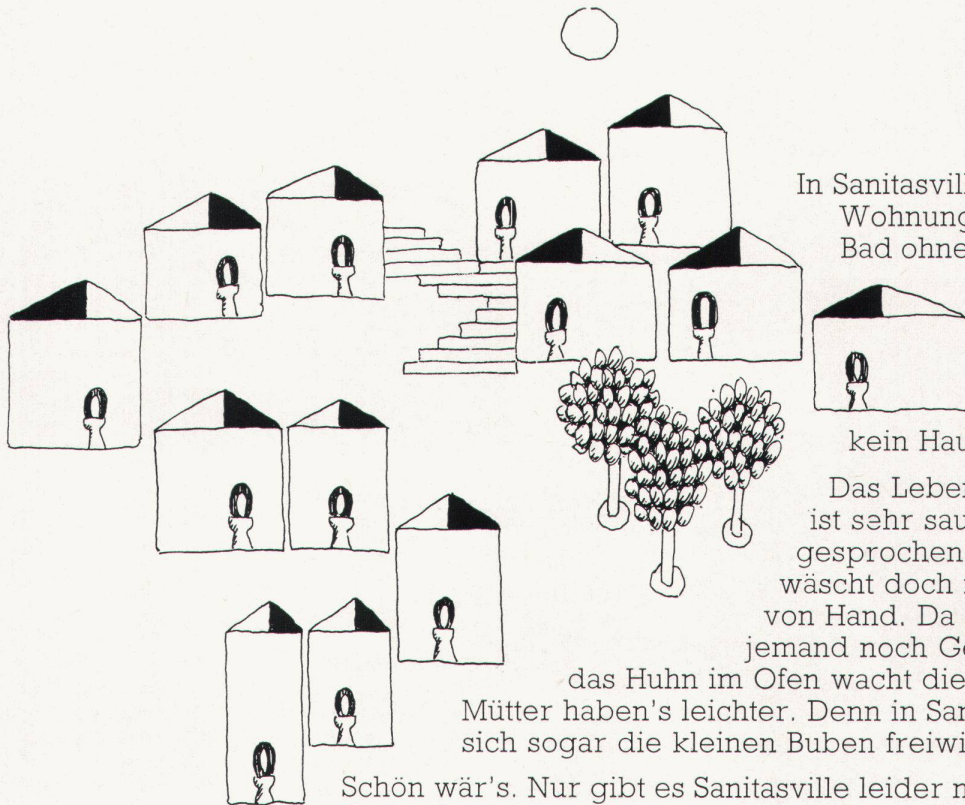 In Sanitasville
Wohnung
Bad ohne
kein Hau
Das Leben
ist sehr sau
gesprochen
wäscht doch
von Hand. Da
jemand noch Ge
das Huhn im Ofen wacht die
Mütter haben's leichter. Denn in San
sich sogar die kleinen Buben freiwi
Schön wär's. Nur gibt es Sanitasville leider n